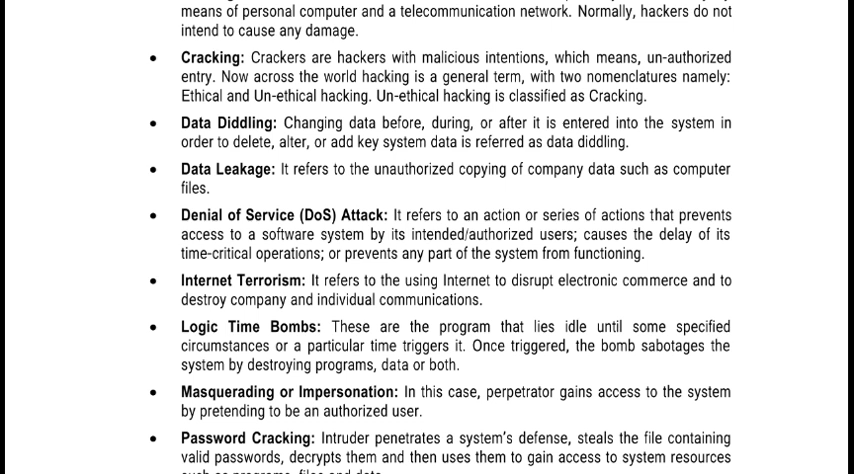 means of personal computer and a telecommunication network. Normally, hackers do not
intend to cause any damage.
• Cracking: Crackers are hackers with malicious intentions, which means, un-authorized
entry. Now across the world hacking is a general term, with two nomenclatures namely:
Ethical and Un-ethical hacking. Un-ethical hacking is classified as Cracking.
• Data Diddling: Changing data before, during, or after it is entered into the system in
order to delete, alter, or add key system data is referred as data diddling.
• Data Leakage: It refers to the unauthorized copying of company data such as computer
files.
• Denial of Service (DoS) Attack: It refers to an action or series of actions that prevents
access to a software system by its intended/authorized users; causes the delay of its
time-critical operations; or prevents any part of the system from functioning.
• Internet Terrorism: It refers to the using Internet to disrupt electronic commerce and to
destroy company and individual communications.
• Logic Time Bombs: These are the program that lies idle until some specified
circumstances or a particular time triggers it. Once triggered, the bomb sabotages the
system by destroying programs, data or both.
• Masquerading or Impersonation: In this case, perpetrator gains access to the system
by pretending to be an authorized user.
• Password Cracking: Intruder penetrates a system's defense, steals the file containing
valid passwords, decrypts them and then uses them to gain access to system resources
such as programs, files and data.